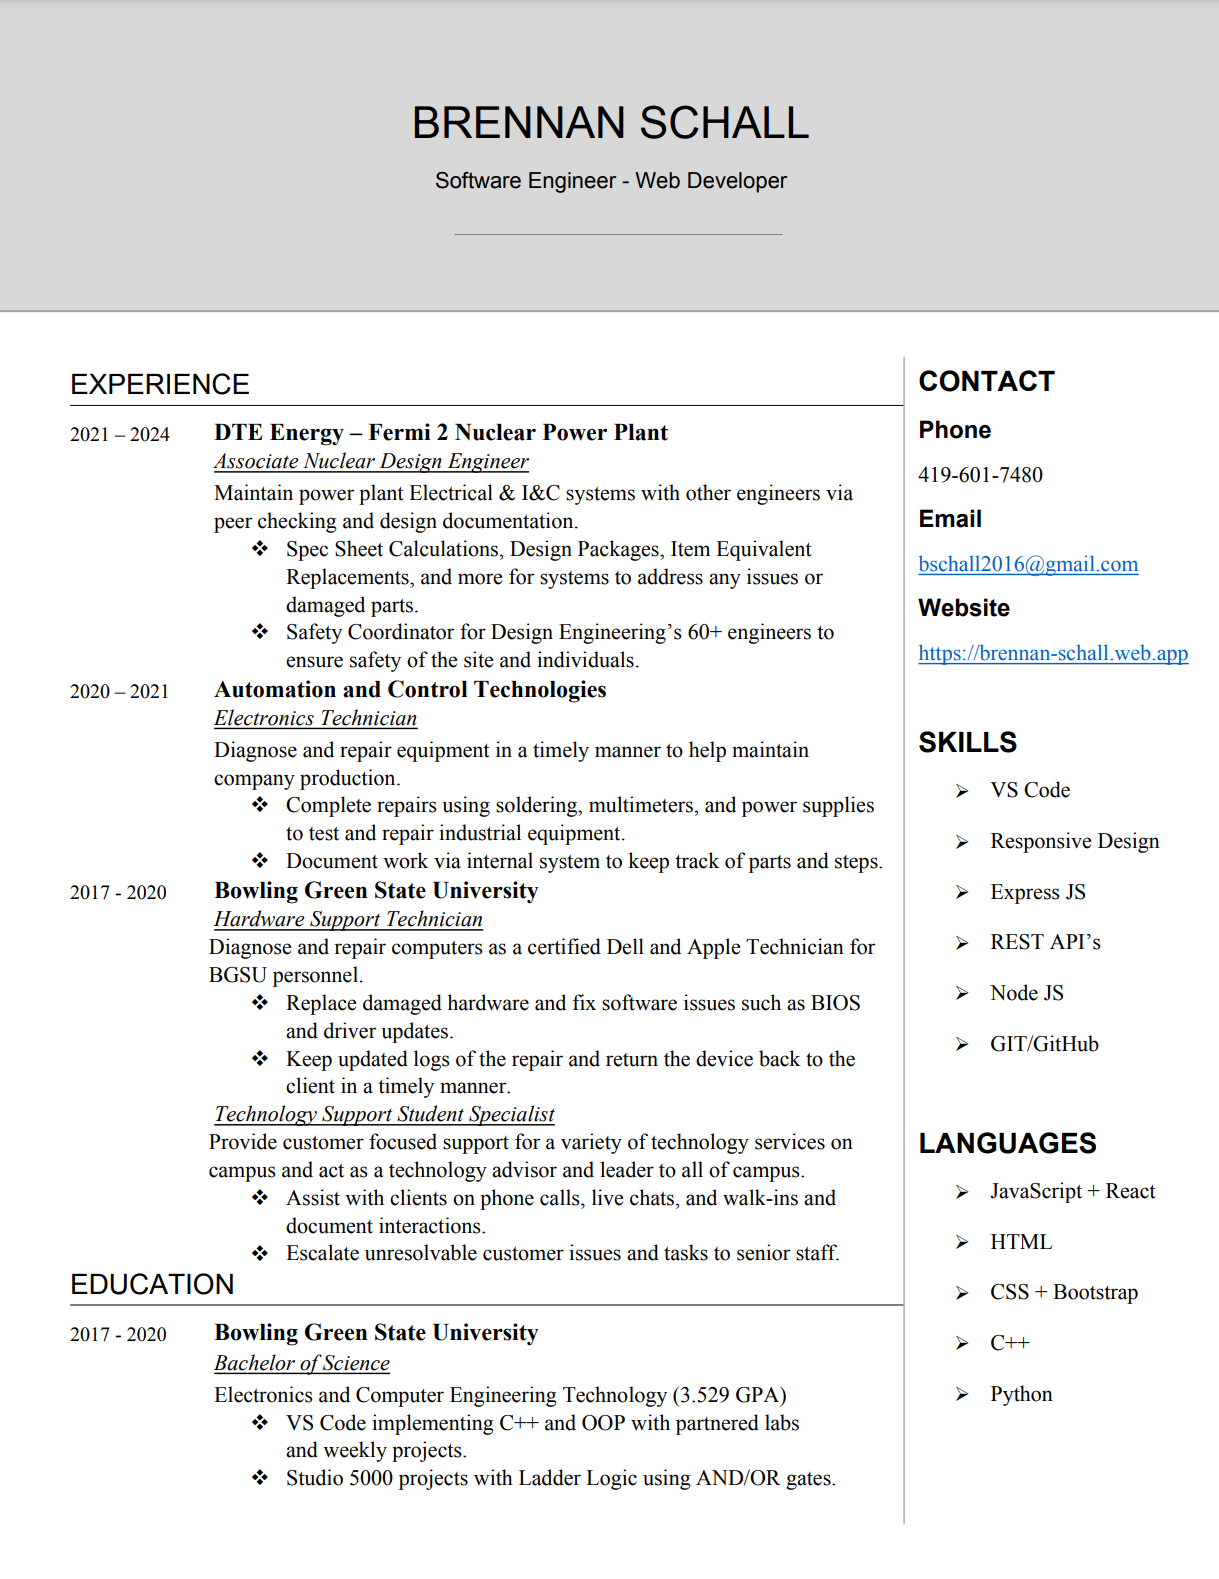 BRENNAN SCHALL
Software Engineer - Web Developer
EXPERIENCE
2021 – 2024
DTE Energy – Fermi 2 Nuclear Power Plant
Associate Nuclear Design Engineer
Maintain power plant Electrical & I&C systems with other engineers via
peer checking and design documentation.
❖ Spec Sheet Calculations, Design Packages, Item Equivalent
Replacements, and more for systems to address any issues or
damaged parts.
❖ Safety Coordinator for Design Engineering’s 60+ engineers to
ensure safety of the site and individuals.
2020 – 2021
Automation and Control Technologies
Electronics Technician
Diagnose and repair equipment in a timely manner to help maintain
company production.
❖ Complete repairs using soldering, multimeters, and power supplies
to test and repair industrial equipment.
❖ Document work via internal system to keep track of parts and steps.
2017 - 2020
Bowling Green State University
Hardware Support Technician
Diagnose and repair computers as a certified Dell and Apple Technician for
BGSU personnel.
❖ Replace damaged hardware and fix software issues such as BIOS
and driver updates.
❖ Keep updated logs of the repair and return the device back to the
client in a timely manner.
Technology Support Student Specialist
Provide customer focused support for a variety of technology services on
campus and act as a technology advisor and leader to all of campus.
❖ Assist with clients on phone calls, live chats, and walk-ins and
document interactions.
❖ Escalate unresolvable customer issues and tasks to senior staff.
EDUCATION
2017 - 2020
Bowling Green State University
Bachelor of Science
Electronics and Computer Engineering Technology (3.529 GPA)
❖ VS Code implementing C++ and OOP with partnered labs
and weekly projects.
❖ Studio 5000 projects with Ladder Logic using AND/OR gates.
CONTACT
Phone
419-601-7480
Email
bschall2016@gmail.com
Website
https://brennan-schall.web.app
SKILLS
➢ VS Code
➢ Responsive Design
➢ Express JS
➢ REST API’s
➢ Node JS
➢ GIT/GitHub
LANGUAGES
➢ JavaScript + React
➢ HTML
➢ CSS + Bootstrap
➢ C++
➢ Python